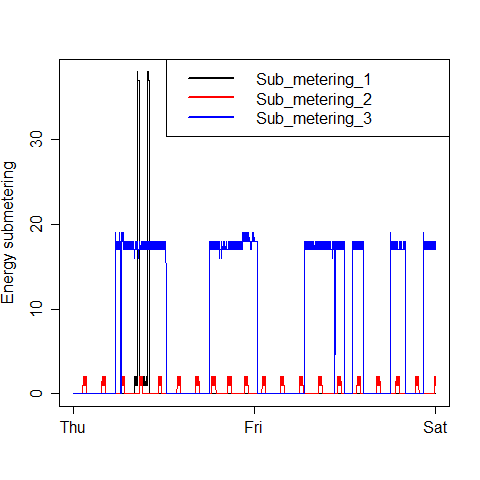 Sub_metering_1
Sub_metering_2
Sub_metering_3
Energy submetering
30
20
10
0
Thu Fri Sat